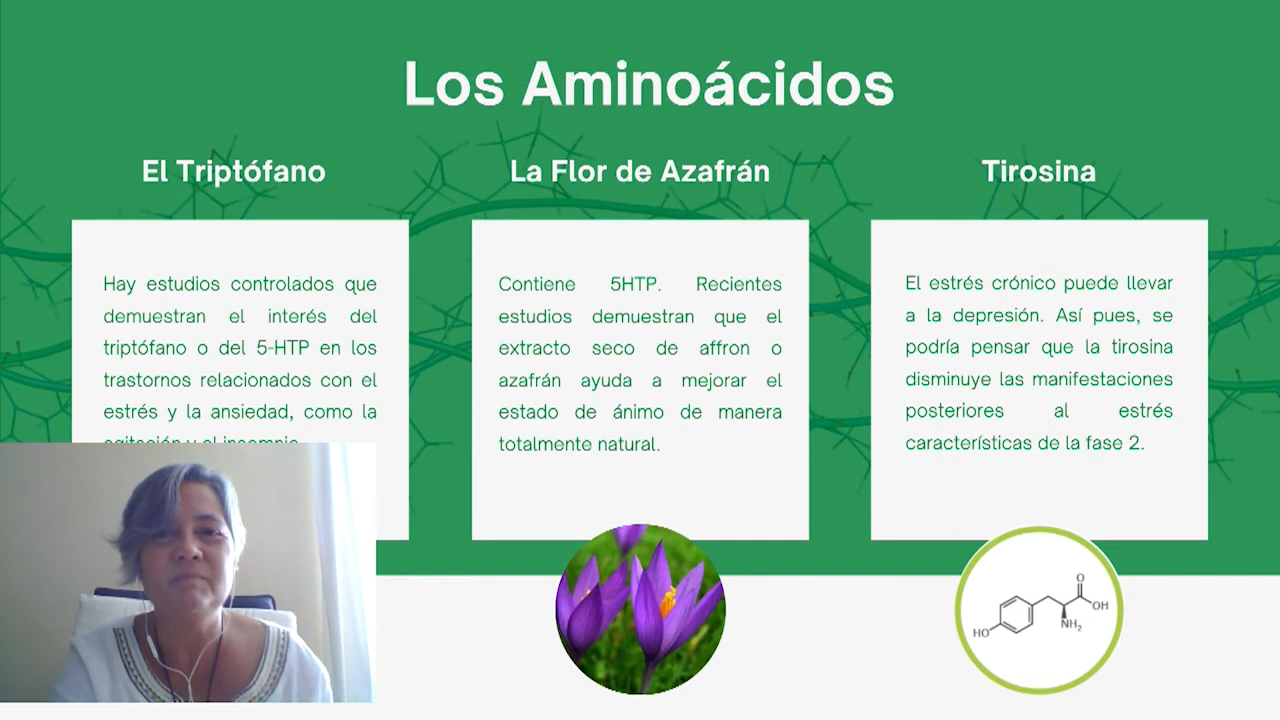 Los Aminoácidos
El Triptófano
Hay estudios controlados que
demuestran el interés del
triptófano o del 5-HTP en los
trastornos relacionados con el
estrés y la ansiedad, como la
agitación y el insomnio.
La Flor de Azafrán
Contiene 5HTP. Recientes
estudios demuestran que el
extracto seco de affron o
azafrán ayuda a mejorar el
estado de ánimo de manera
totalmente natural.
Tirosina
El estrés crónico puede llevar
a la depresión. Así pues, se
podría pensar que la tirosina
disminuye las manifestaciones
posteriores al estrés
características de la fase 2.
O
OH
NH₂
HO